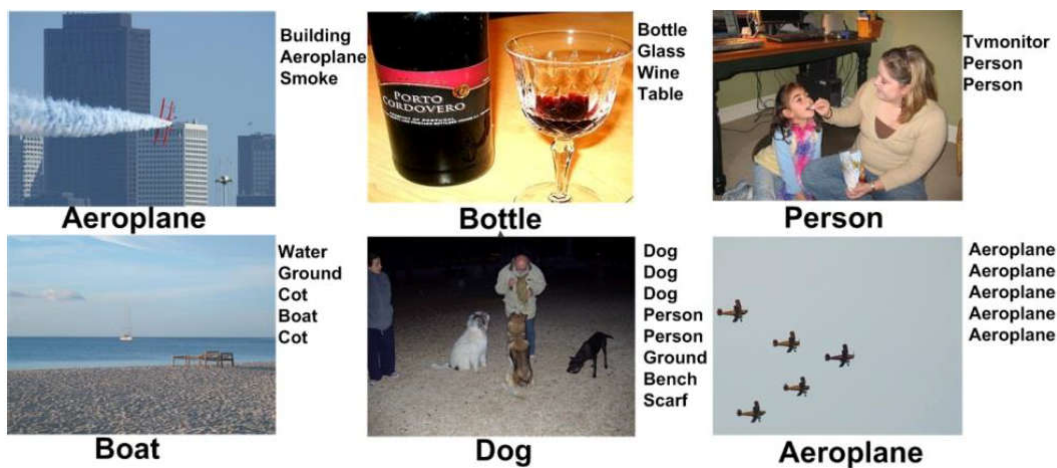 Building
Aeroplane
Smoke
Aeroplane
PORTO
CORDOVERO
Bottle
Glass
Wine
Table
Bottle
Tvmonitor
Person
Person
Person
Water
Ground
Cot
Boat
Cot
Boat
Dog
Dog
Dog
Person
Person
Ground
Bench
Scarf
Dog
Aeroplane
Aeroplane
Aeroplane
Aeroplane
Aeroplane
Aeroplane